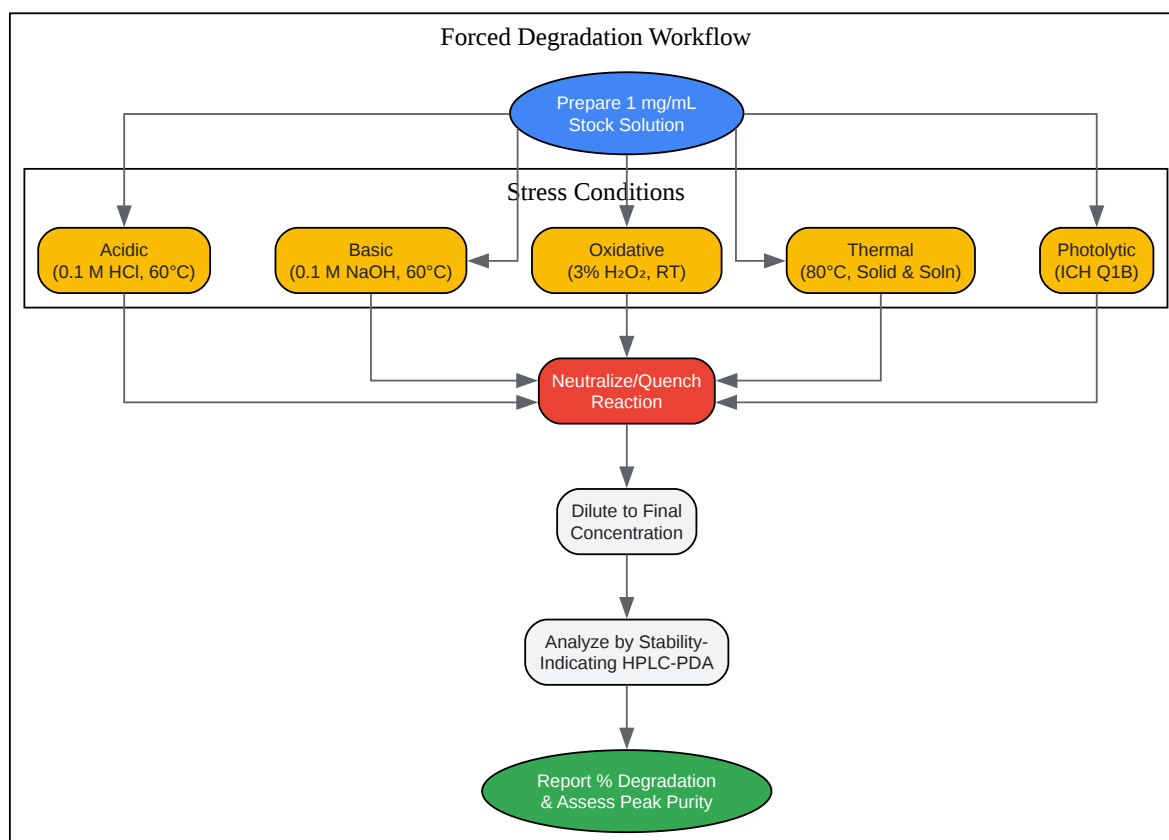 Forced Degradation Workflow
Prepare 1 mg/mL
Stock Solution
Stress Conditions
Acidic
(0.1 M HCl, 60°C)
Basic
(0.1 M NaOH, 60°C)
Oxidative
(3% H₂O₂, RT)
Thermal
(80°C, Solid & Soln)
Photolytic
(ICH Q1B)
Neutralize/Quench
Reaction
Dilute to Final
Concentration
Analyze by Stability-
Indicating HPLC-PDA
Report % Degradation
& Assess Peak Purity